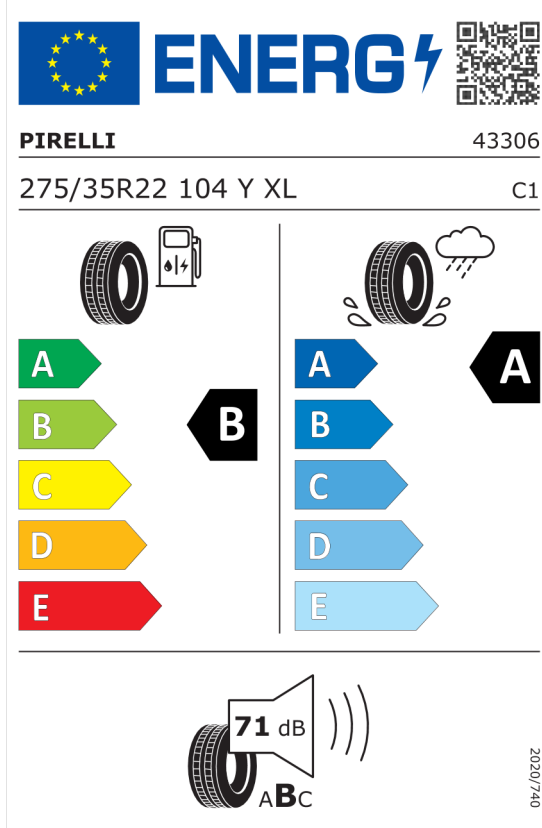 ENERG
PIRELLI 43306
275/35R22 104 Y XL C1
A A A
B B B
C C
D D
E E
71 dB
ABC
2020/740